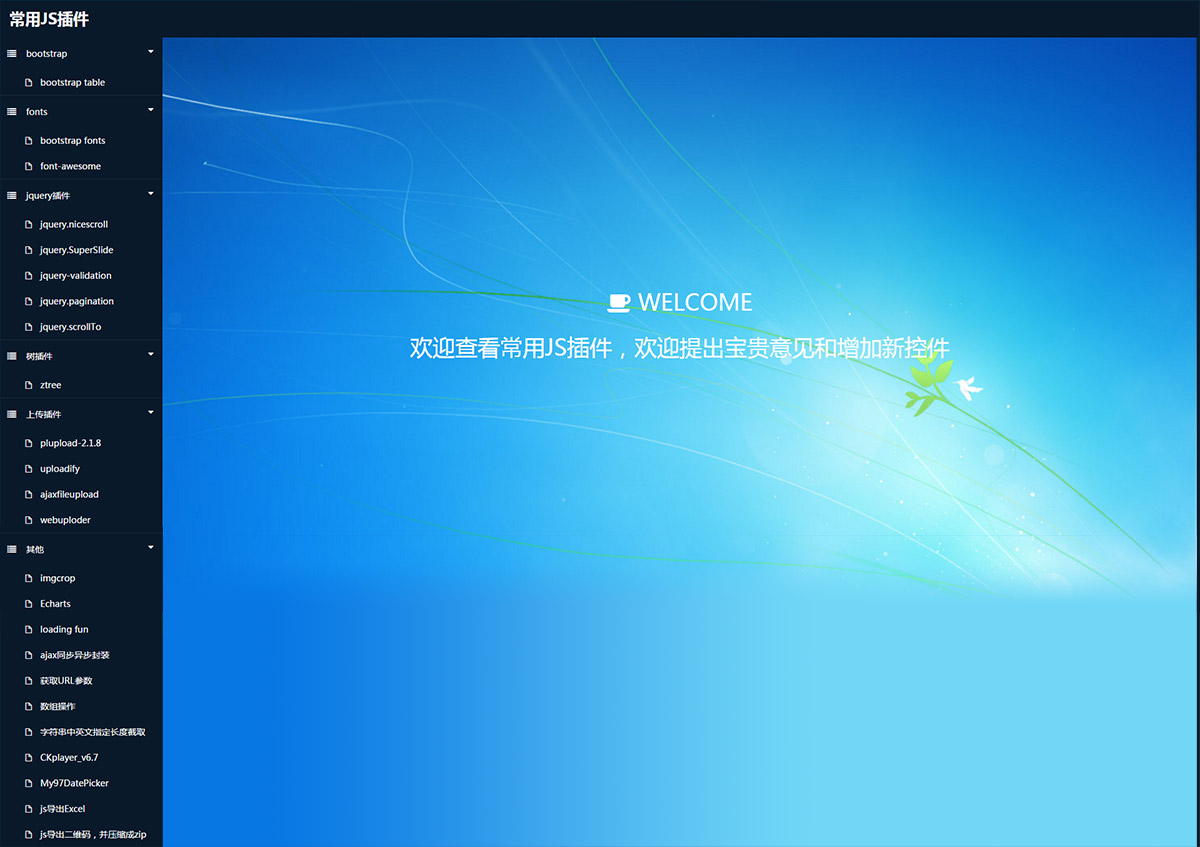 常用JS插件
bootstrap
bootstrap table
fonts
bootstrap fonts
font-awesome
jquery插件
jquery.nicescroll
jquery.SuperSlide
jquery-validation
jquery.pagination
jquery.scrollTo
树插件
ztree
上传插件
plupload-2.1.8
uploadify
ajaxfileupload
webuploder
其他
imgcrop
Echarts
loading fun
ajax同步异步封装
获取URL参数
数组操作
字符串中英文指定长度截取
CKplayer_v6.7
My97DatePicker
js导出Excel
js导出二维码，并压缩成zip
WELCOME
欢迎查看常用JS插件，欢迎提出宝贵意见和增加新控件